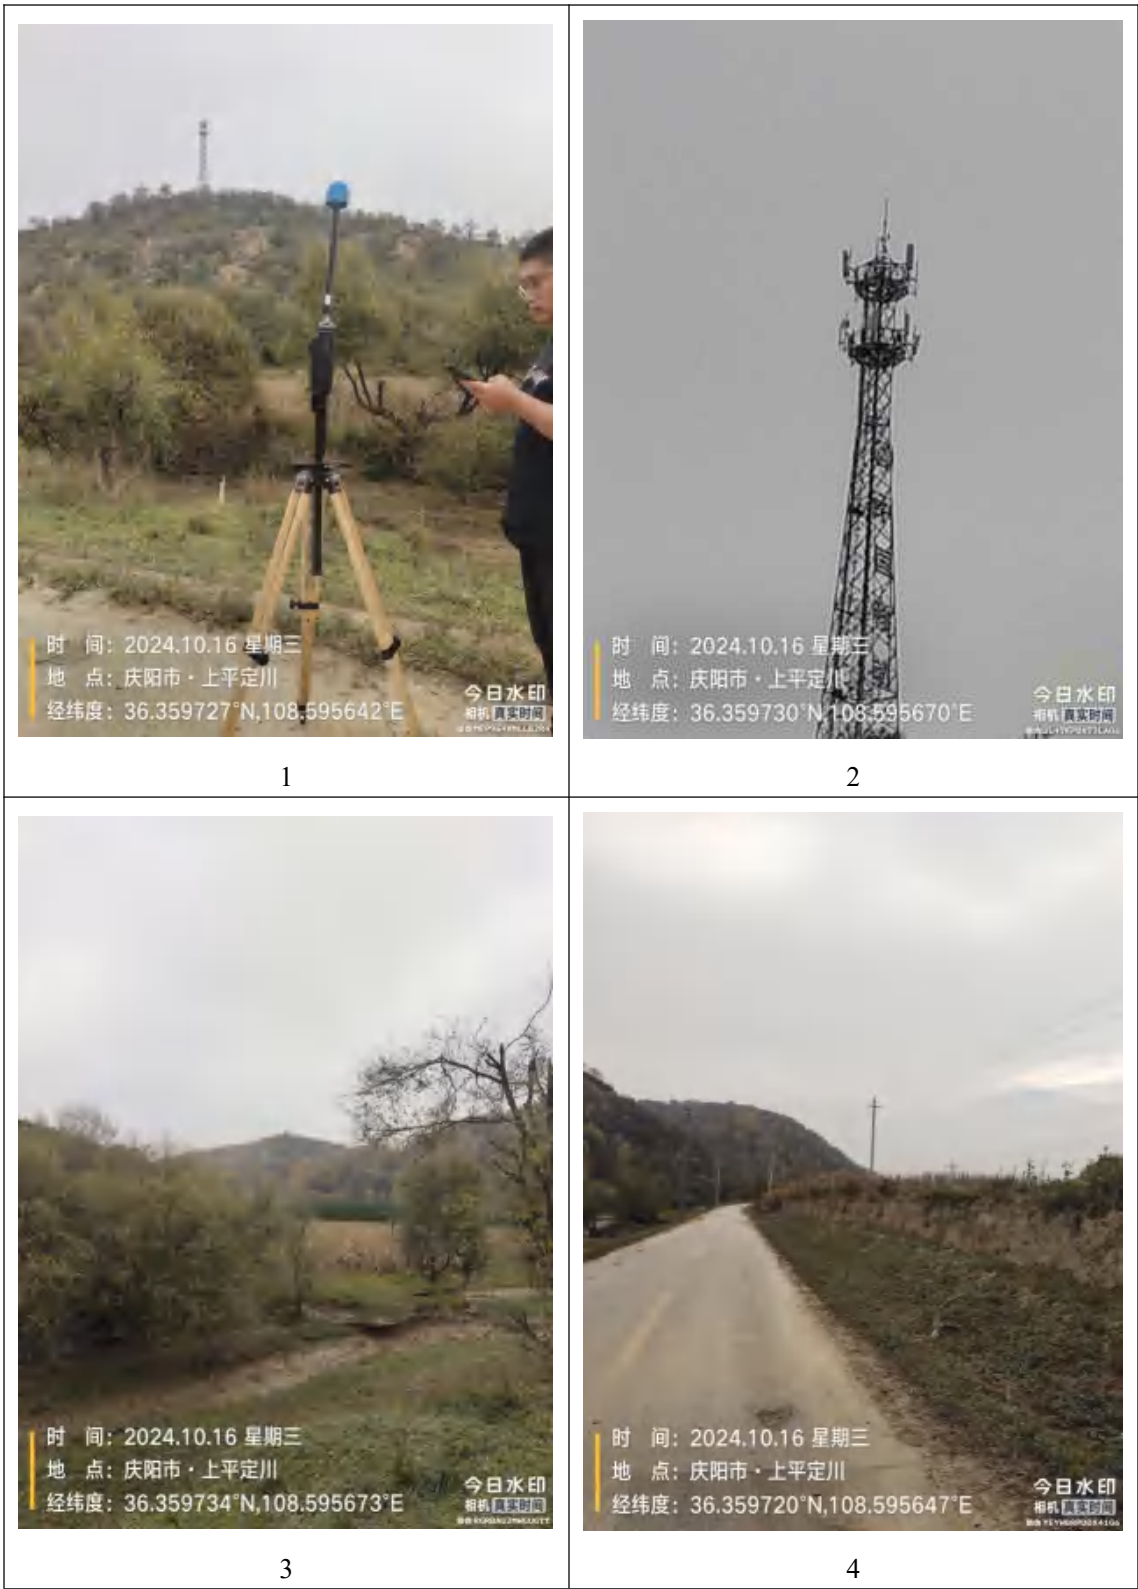 时 间：2024.10.16 星期三
地 点：庆阳市·上平定川
经纬度：36.359727°N,108.595642°E
今日水印
相机 真实时间
1
时 间：2024.10.16 星期三
地 点：庆阳市·上平定川
经纬度：36.359730°N,108.595670°E
今日水印
相机 真实时间
2
时 间：2024.10.16 星期三
地 点：庆阳市·上平定川
经纬度：36.359734°N,108.595673°E
今日水印
相机 真实时间
3
时 间：2024.10.16 星期三
地 点：庆阳市·上平定川
经纬度：36.359720°N,108.595647°E
今日水印
相机 真实时间
4